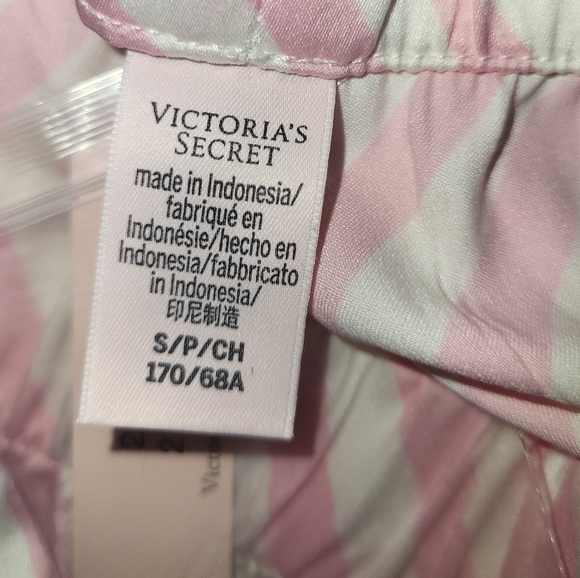 VICTORIA'S
SECRET
made in Indonesia/
fabriqué en
Indonésie/hecho en
Indonesia/fabbricato
in Indonesia/
印尼制造
S/P/CH
170/68A